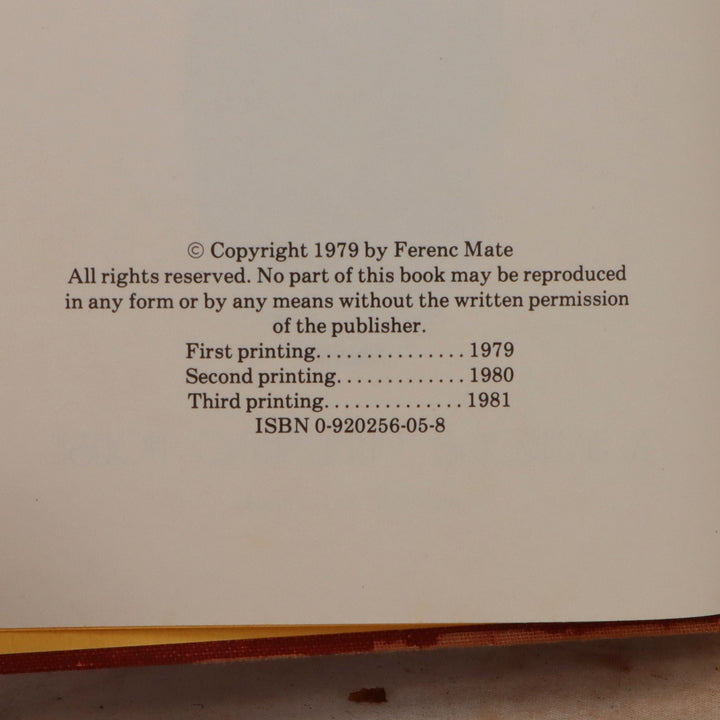 © Copyright 1979 by Ferenc Mate
All rights reserved. No part of this book may be reproduced
in any form or by any means without the written permission
of the publisher.
First printing............... 1979
Second printing............. 1980
Third printing.............. 1981
ISBN 0-920256-05-8